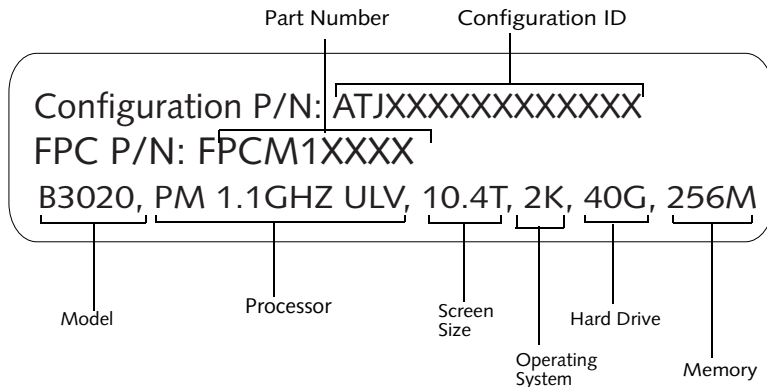 Part Number Configuration ID
Configuration P/N: ATJXXXXXXXXXXXX
FPC P/N: FPCM1XXXX
B3020, PM 1.1GHZ ULV, 10.4T, 2K, 40G, 256M
Model Processor Screen Size Hard Drive
Operating System Memory